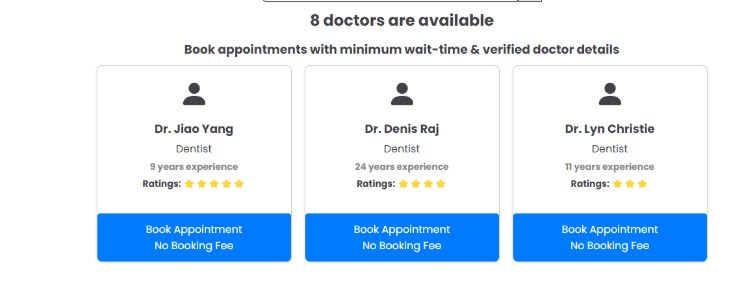 8 doctors are available
Book appointments with minimum wait-time & verified doctor details
Dr. Jiao Yang
Dentist
9 years experience
Ratings:
Book Appointment
No Booking Fee
Dr. Denis Raj
Dentist
24 years experience
Ratings:
Book Appointment
No Booking Fee
Dr. Lyn Christie
Dentist
11 years experience
Ratings:
Book Appointment
No Booking Fee